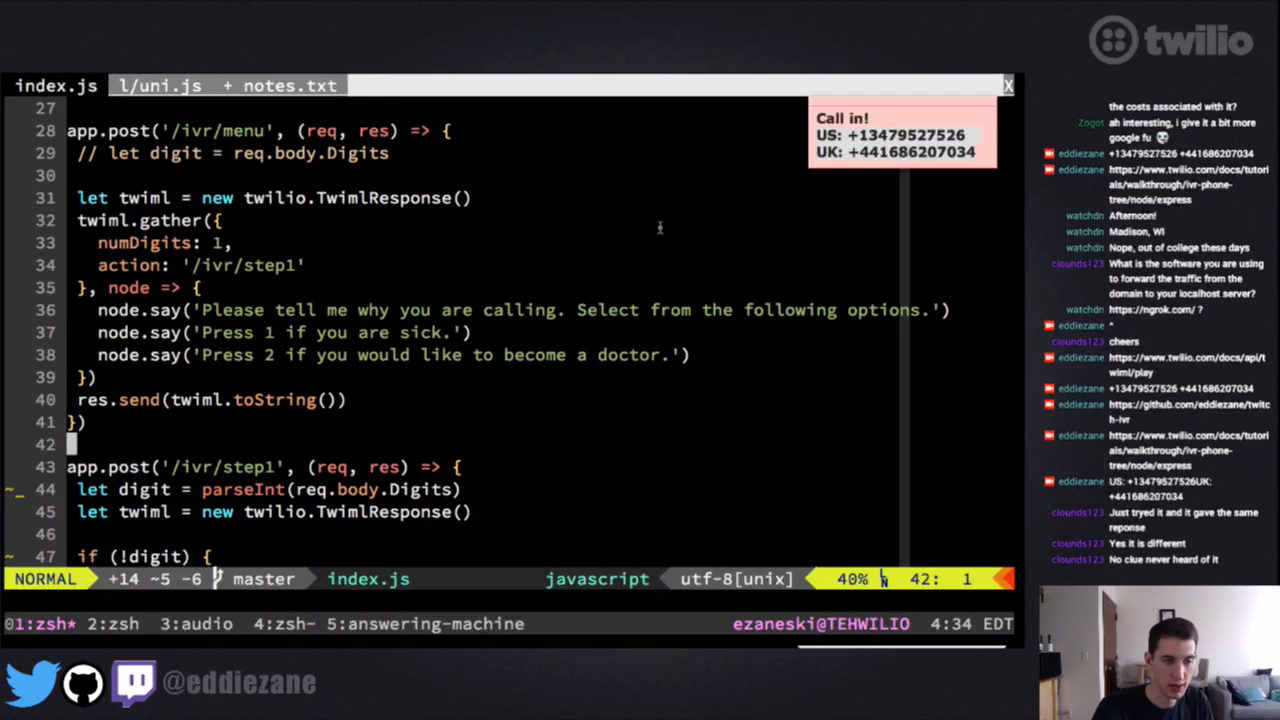 twilio
index.js l/uni.js + notes.txt X
27
28 app.post('/ivr/menu', (req, res) => {
29 // let digit = req.body.Digits
30
31 let twiml = new twilio.TwimlResponse()
32 twiml.gather({
33 numDigits: 1,
34 action: '/ivr/step1'
35 }, node => {
36 node.say('Please tell me why you are calling. Select from the following options.')
37 node.say('Press 1 if you are sick.')
38 node.say('Press 2 if you would like to become a doctor.')
39 })
40 res.send(twiml.toString())
41 })
42
43 app.post('/ivr/step1', (req, res) => {
~_ 44 let digit = parseInt(req.body.Digits)
45 let twiml = new twilio.TwimlResponse()
46
~ 47 if (!digit) {
NORMAL +14 ~5 -6 master index.js javascript utf-8[unix] 40% LN 42: 1
01:zsh* 2:zsh 3:audio 4:zsh- 5:answering-machine ezaneski@TEHWILIO 4:34 EDT
Call in!
US: +13479527526
UK: +441686207034
the costs associated with it?
Zogot ah interesting, i give it a bit more
google fu
eddiezane +13479527526 +441686207034
eddiezane https://www.twilio.com/docs/tutori
als/walkthrough/ivr-phone-
tree/node/express
watchdn Afternoon!
watchdn Madison, WI
watchdn Nope, out of college these days
clounds123 What is the software you are using
to forward the traffic from the
domain to your localhost server?
watchdn https://ngrok.com/ ?
eddiezane ^
clounds123 cheers
eddiezane https://www.twilio.com/docs/api/t
wiml/play
eddiezane +13479527526 +441686207034
eddiezane https://github.com/eddiezane/twitc
h-ivr
eddiezane https://www.twilio.com/docs/tutori
als/walkthrough/ivr-phone-
tree/node/express
eddiezane US: +13479527526UK:
+441686207034
clounds123 Just tryed it and it gave the same
reponse
clounds123 Yes it is different
clounds123 No clue never heard of it
@eddiezane